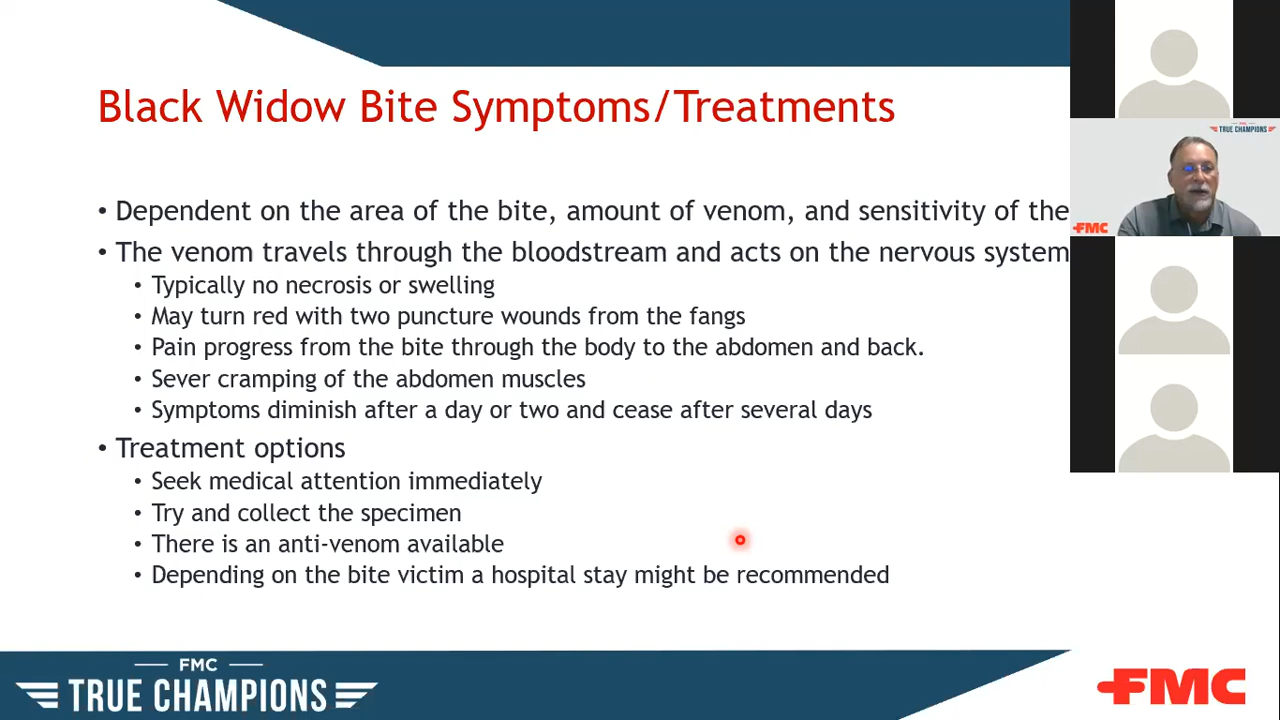 Black Widow Bite Symptoms/Treatments
• Dependent on the area of the bite, amount of venom, and sensitivity of the
• The venom travels through the bloodstream and acts on the nervous system
• Typically no necrosis or swelling
• May turn red with two puncture wounds from the fangs
• Pain progress from the bite through the body to the abdomen and back.
• Sever cramping of the abdomen muscles
• Symptoms diminish after a day or two and cease after several days
• Treatment options
• Seek medical attention immediately
• Try and collect the specimen
• There is an anti-venom available
• Depending on the bite victim a hospital stay might be recommended
FMC
TRUE CHAMPIONS
FMC
TRUE CHAMPIONS
FMC